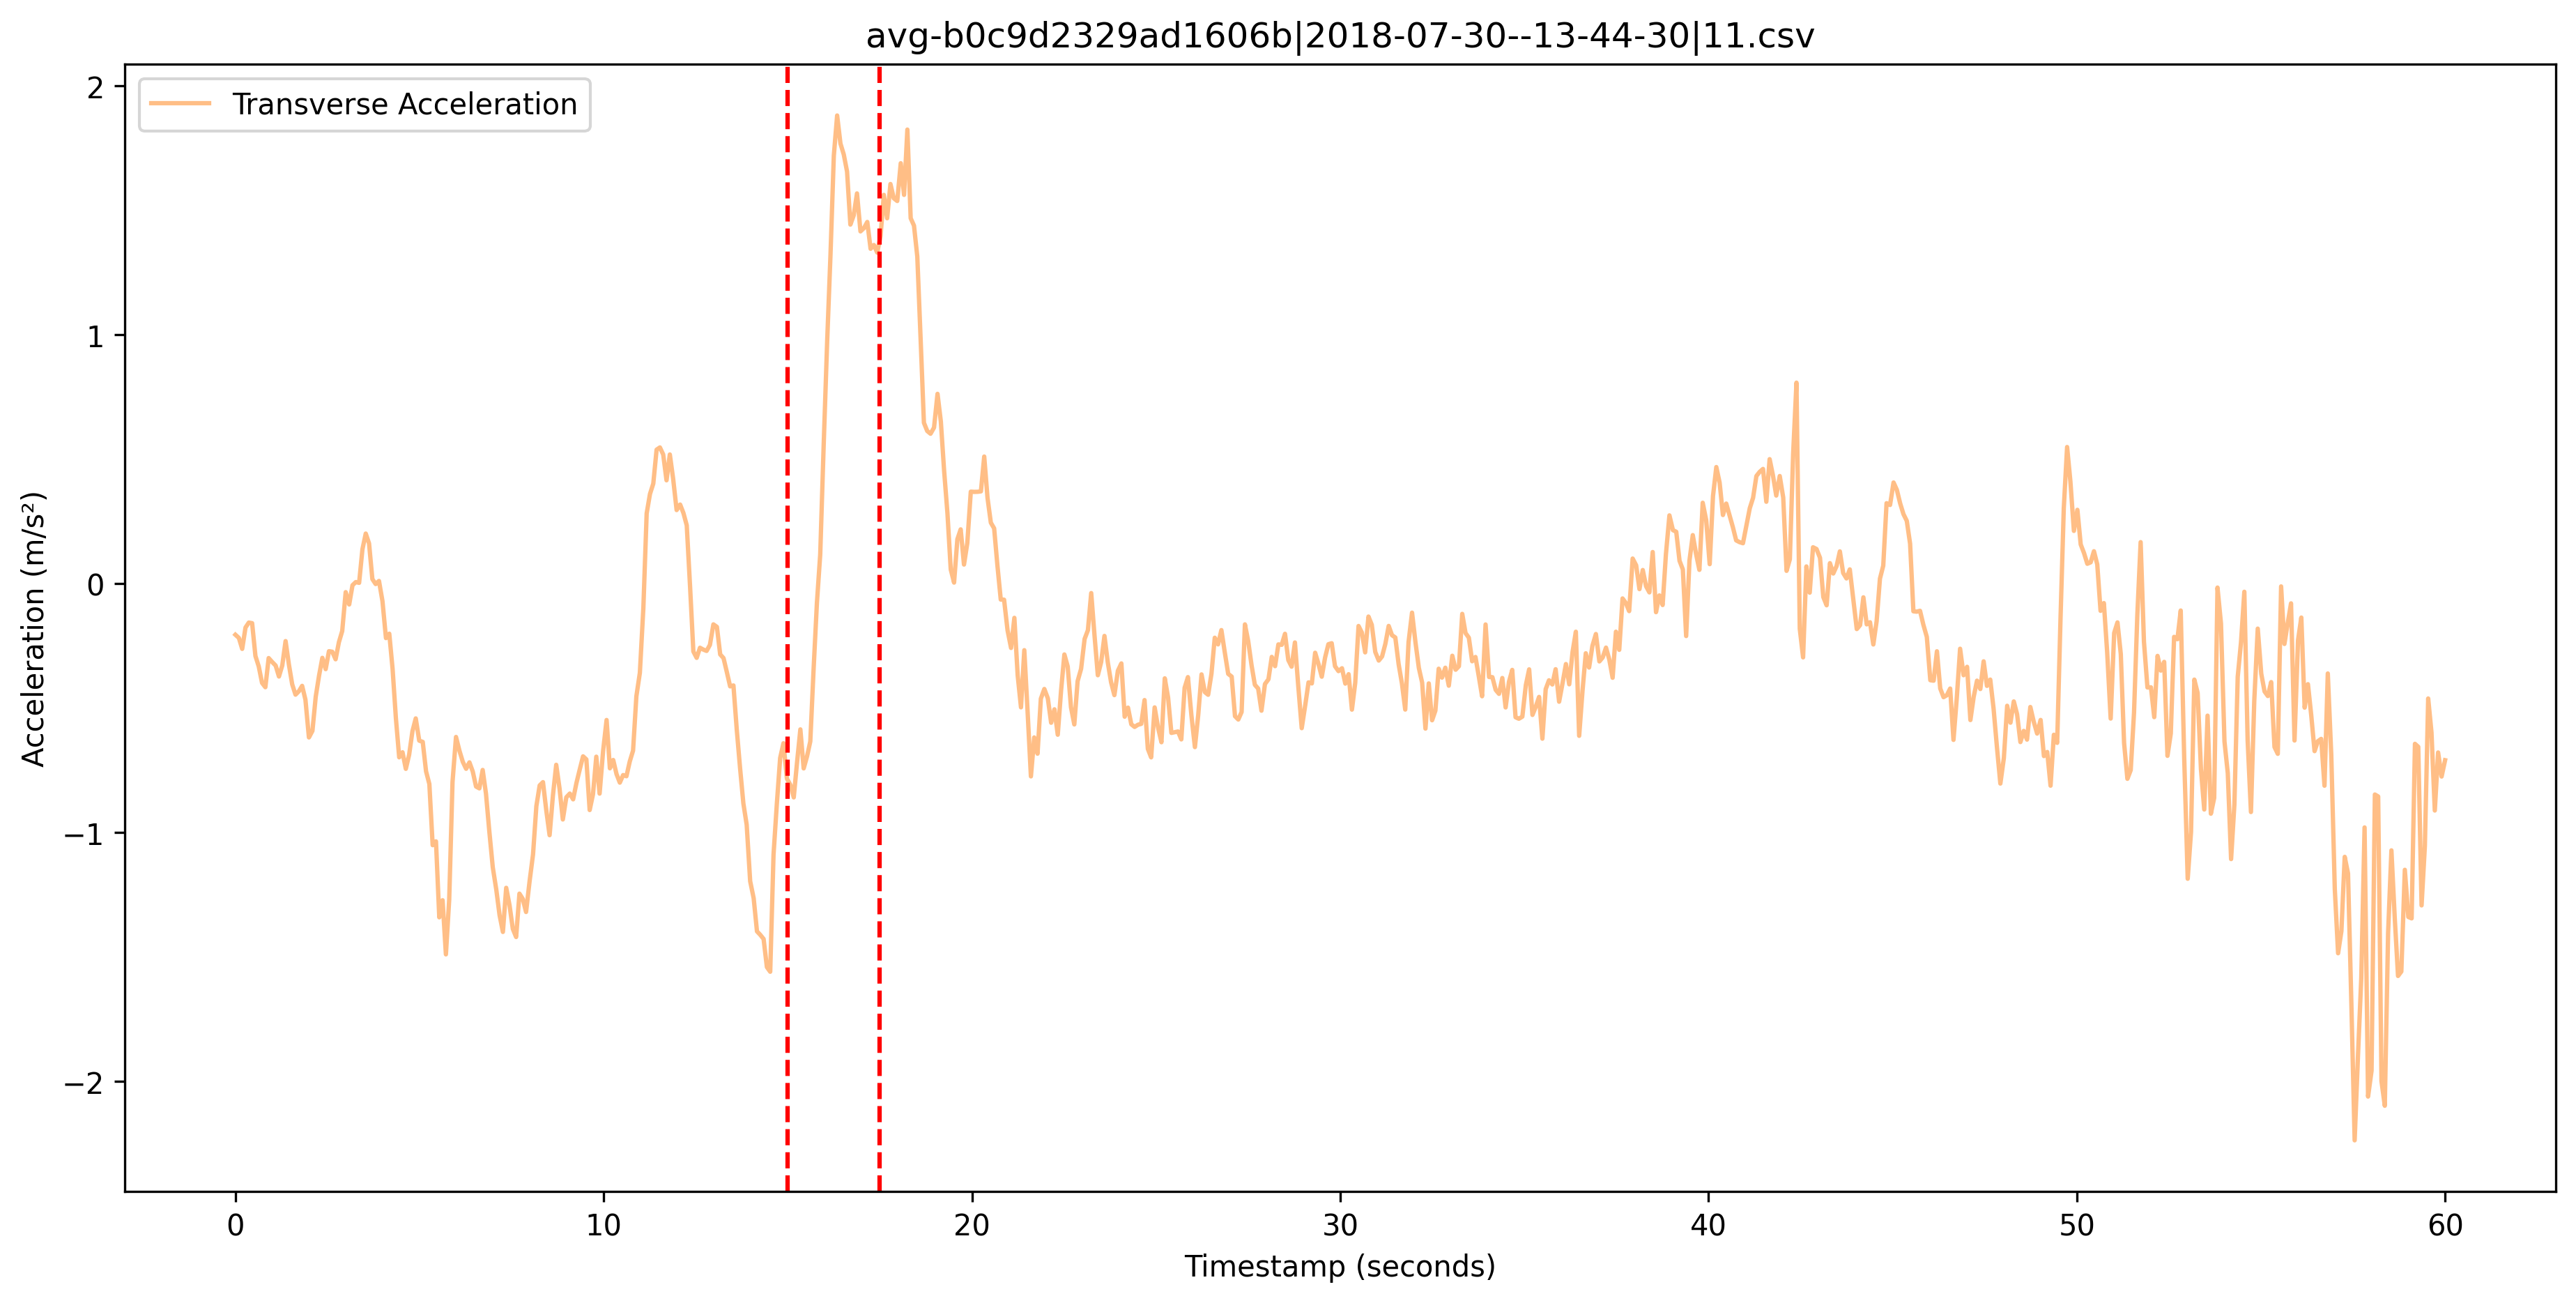 avg-b0c9d2329ad1606b|2018-07-30--13-44-30|11.csv
Transverse Acceleration
2
1
0
−1
−2
Acceleration (m/s²)
0 10 20 30 40 50 60
Timestamp (seconds)